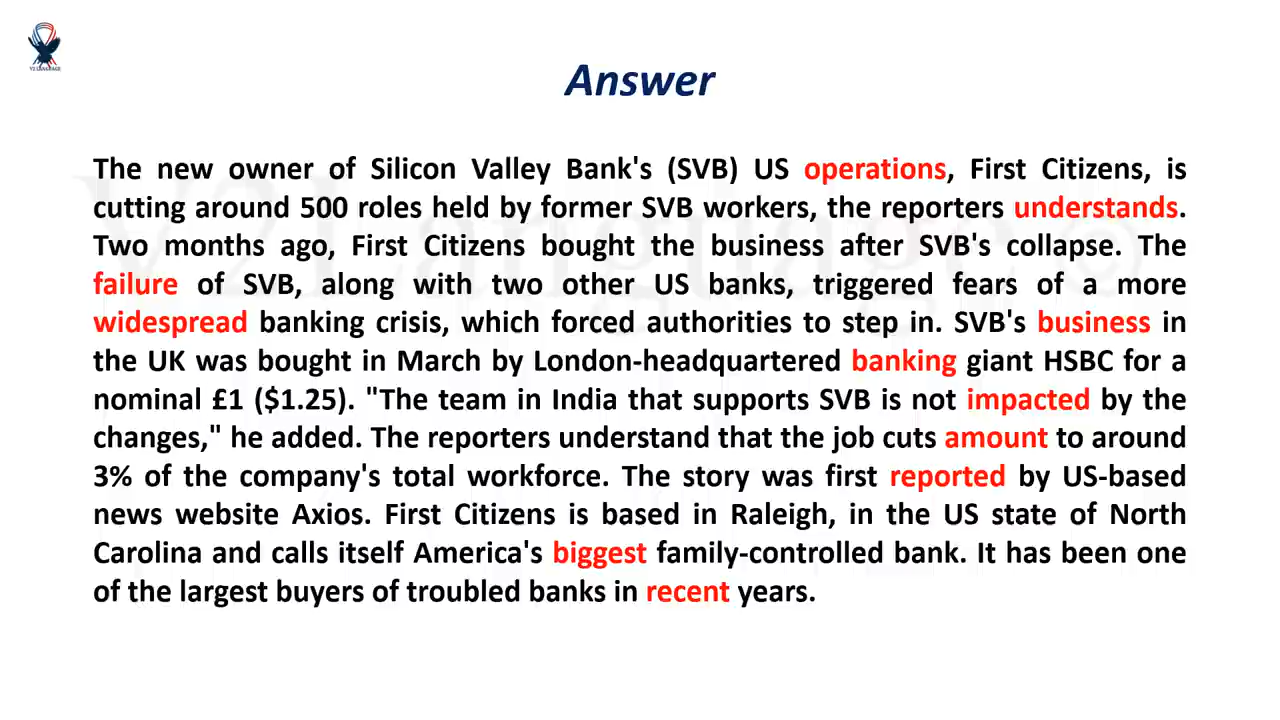 V2 LANGUAGE
Answer
The new owner of Silicon Valley Bank's (SVB) US operations, First Citizens, is
cutting around 500 roles held by former SVB workers, the reporters understands.
Two months ago, First Citizens bought the business after SVB's collapse. The
failure of SVB, along with two other US banks, triggered fears of a more
widespread banking crisis, which forced authorities to step in. SVB's business in
the UK was bought in March by London-headquartered banking giant HSBC for a
nominal £1 ($1.25). "The team in India that supports SVB is not impacted by the
changes," he added. The reporters understand that the job cuts amount to around
3% of the company's total workforce. The story was first reported by US-based
news website Axios. First Citizens is based in Raleigh, in the US state of North
Carolina and calls itself America's biggest family-controlled bank. It has been one
of the largest buyers of troubled banks in recent years.